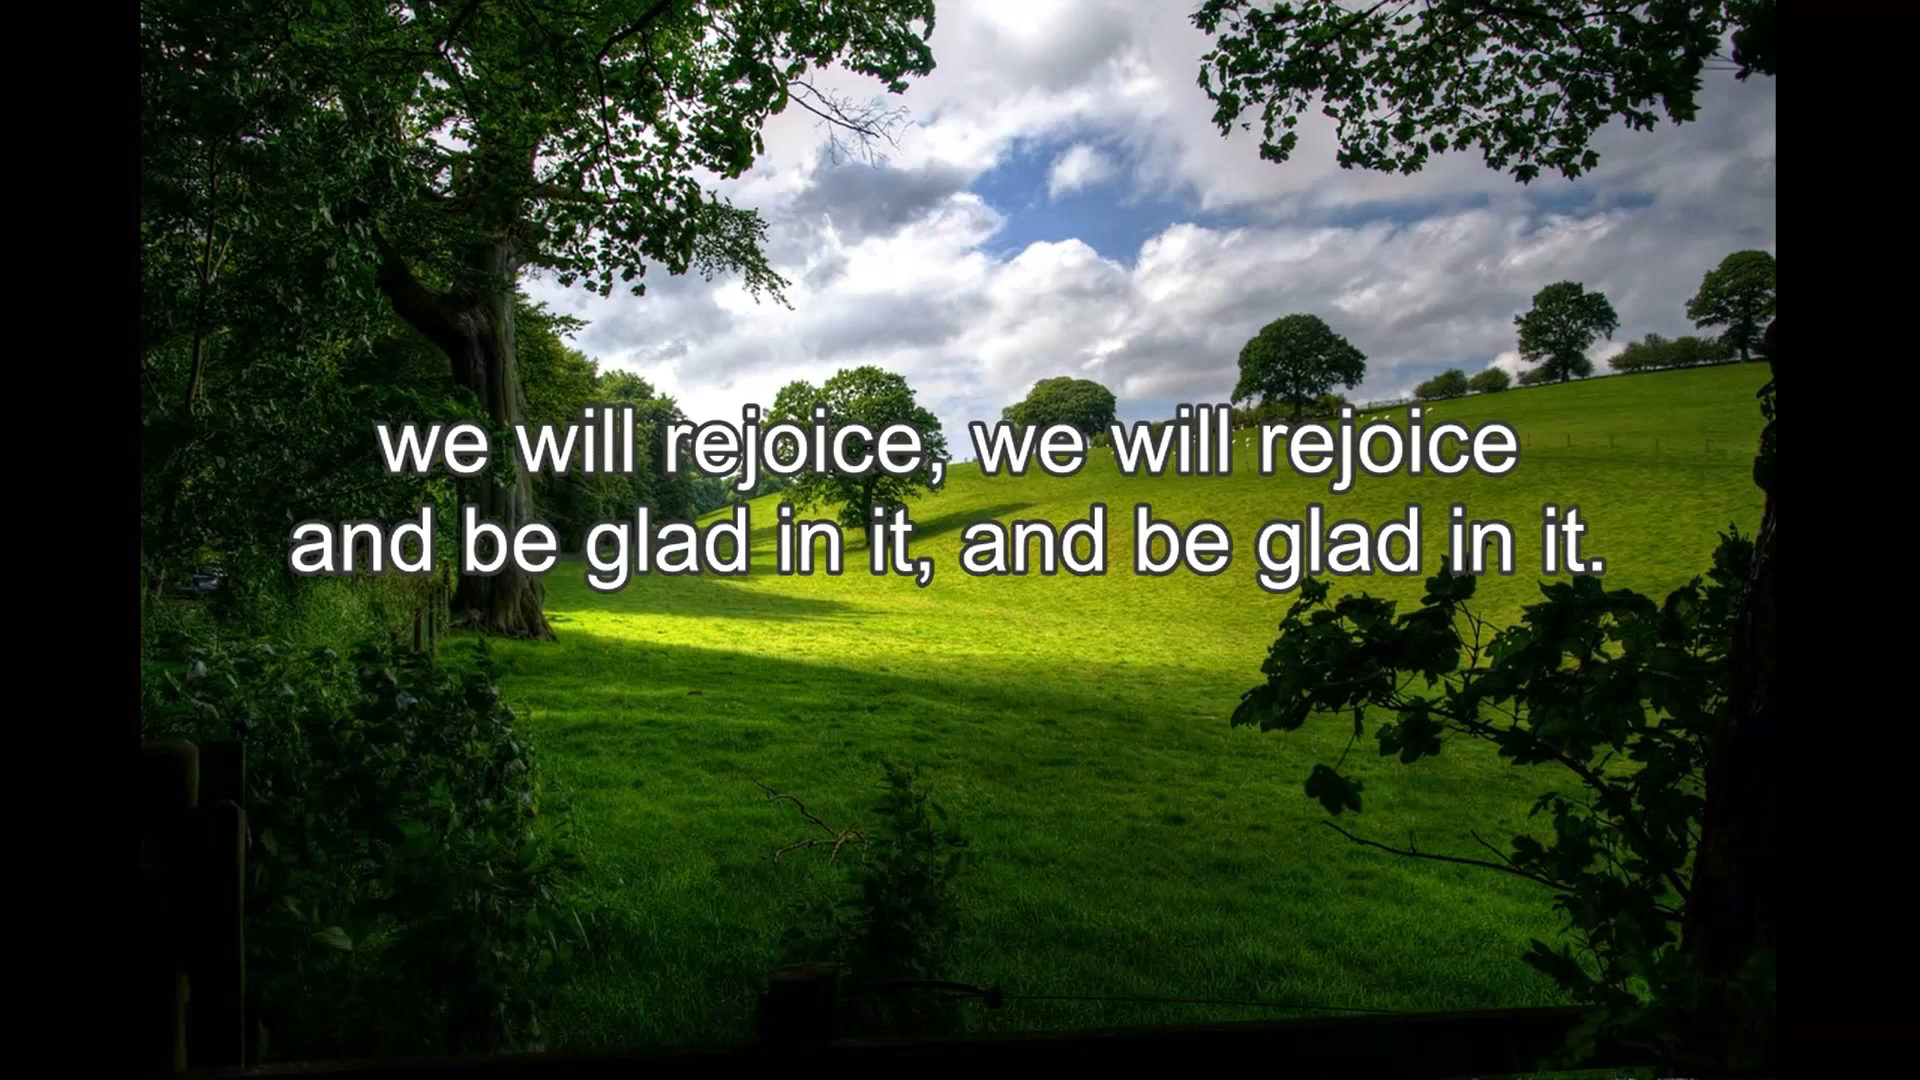 we will rejoice, we will rejoice
and be glad in it, and be glad in it.